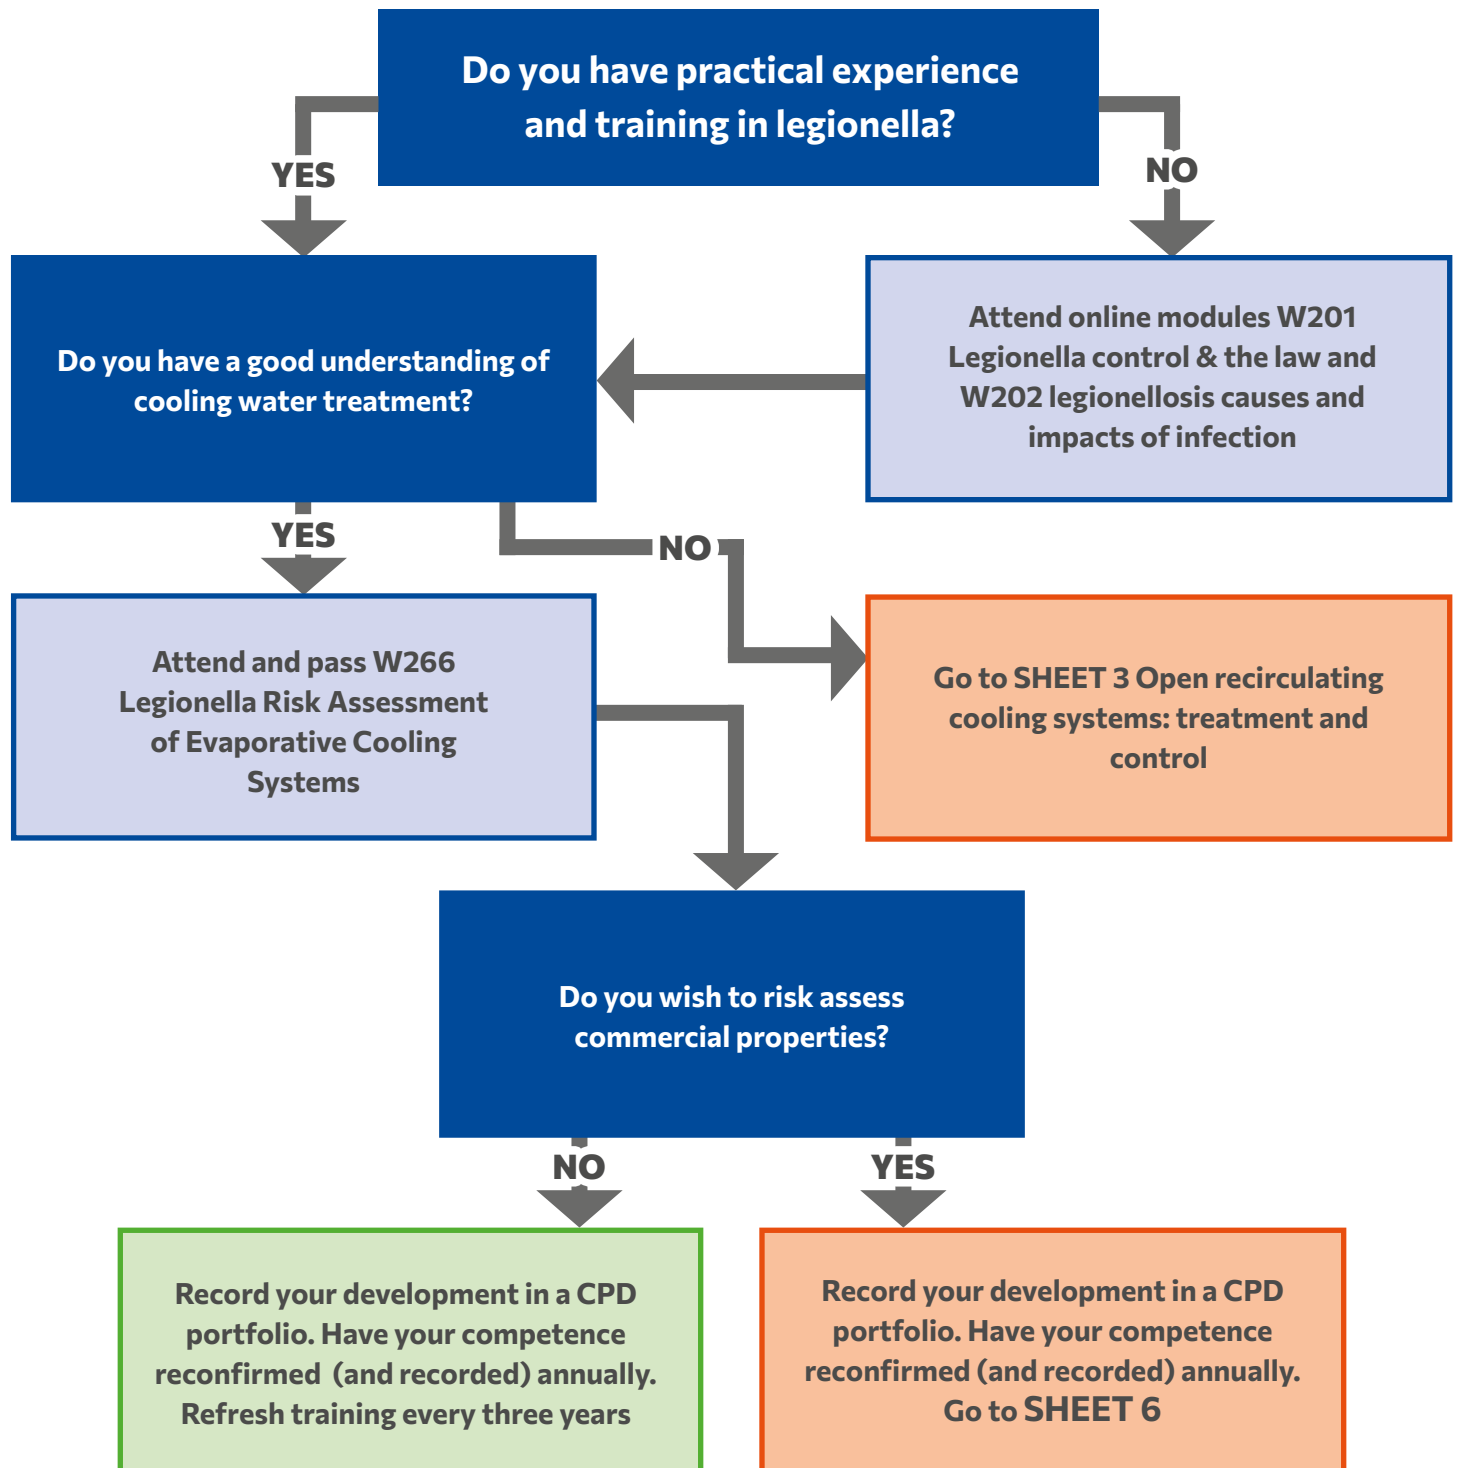 Do you have practical experience
and training in legionella?
YES
NO
Do you have a good understanding of
cooling water treatment?
Attend online modules W201
Legionella control & the law and
W202 legionellosis causes and
impacts of infection
YES
NO
Attend and pass W266
Legionella Risk Assessment
of Evaporative Cooling
Systems
Go to SHEET 3 Open recirculating
cooling systems: treatment and
control
Do you wish to risk assess
commercial properties?
NO
YES
Record your development in a CPD
portfolio. Have your competence
reconfirmed (and recorded) annually.
Refresh training every three years
Record your development in a CPD
portfolio. Have your competence
reconfirmed (and recorded) annually.
Go to SHEET 6